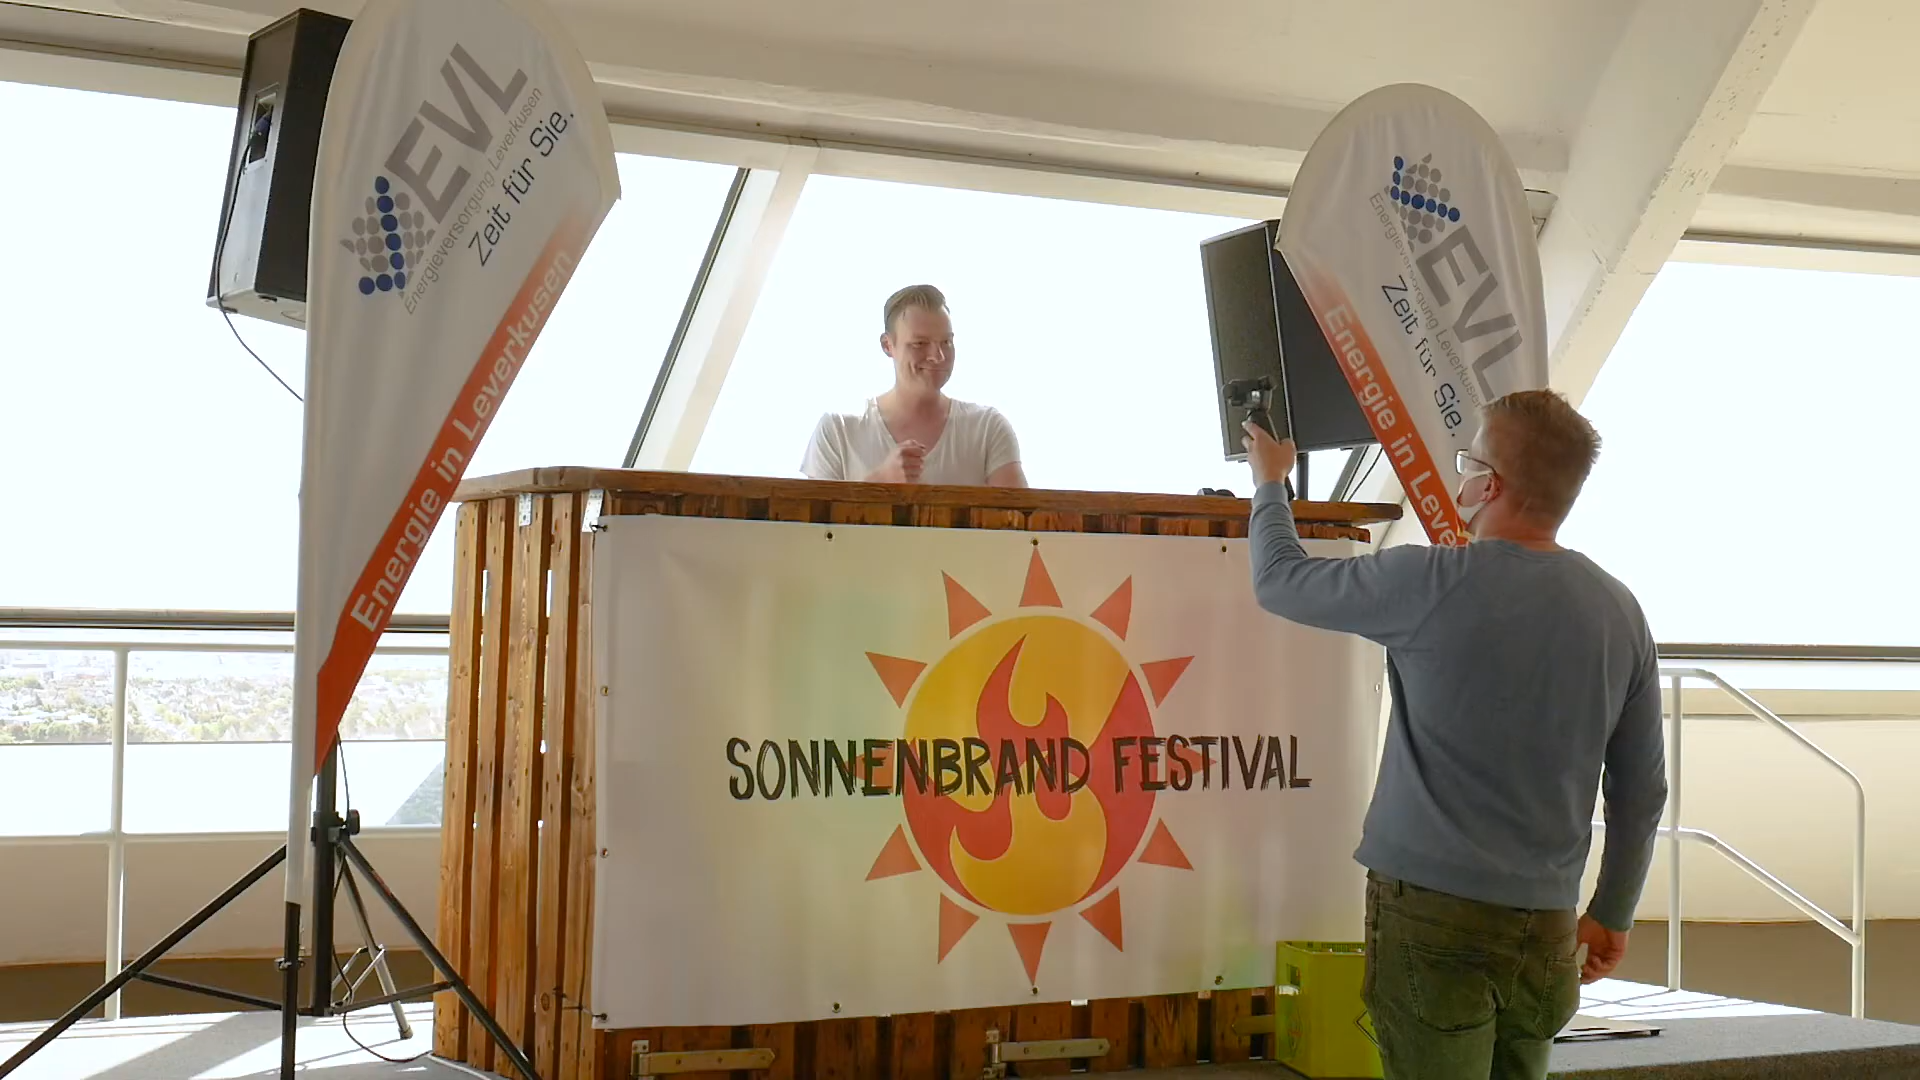 EVL
Energieversorgung Leverkusen
Zeit für Sie.
Energie in Leverkusen
EVL
Energieversorgung Leverkusen
Zeit für Sie.
Energie in Leve
SONNENBRAND FESTIVAL